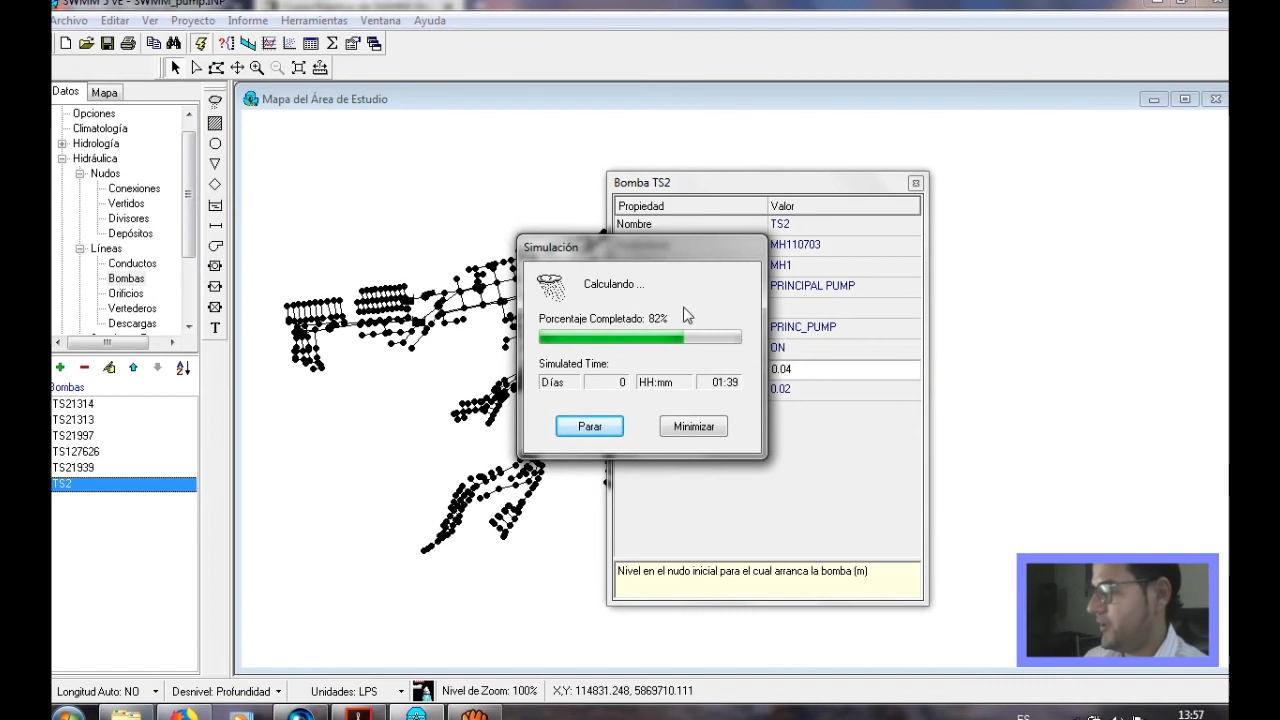 SWMM 5 vE - SWMM_pump.INP
Archivo Editar Ver Proyecto Informe Herramientas Ventana Ayuda
Datos Mapa
Opciones
Climatología
Hidrología
Hidráulica
Nudos
Conexiones
Vertidos
Divisores
Depósitos
Líneas
Conductos
Bombas
Orificios
Vertederos
Descargas
Bombas
TS21314
TS21313
TS21997
TS127626
TS21939
TS2
T
Mapa del Área de Estudio
Bomba TS2
Propiedad Valor
Nombre TS2
MH110703
MH1
PRINCIPAL PUMP
PRINC_PUMP
ON
0.04
0.02
Nivel en el nudo inicial para el cual arranca la bomba (m)
Simulación
Calculando ...
Porcentaje Completado: 82%
Simulated Time:
Días 0 HH:mm 01:39
Parar Minimizar
Longitud Auto: NO Desnivel: Profundidad Unidades: LPS Nivel de Zoom: 100% X,Y: 114831.248, 5869710.111
ES 13:57